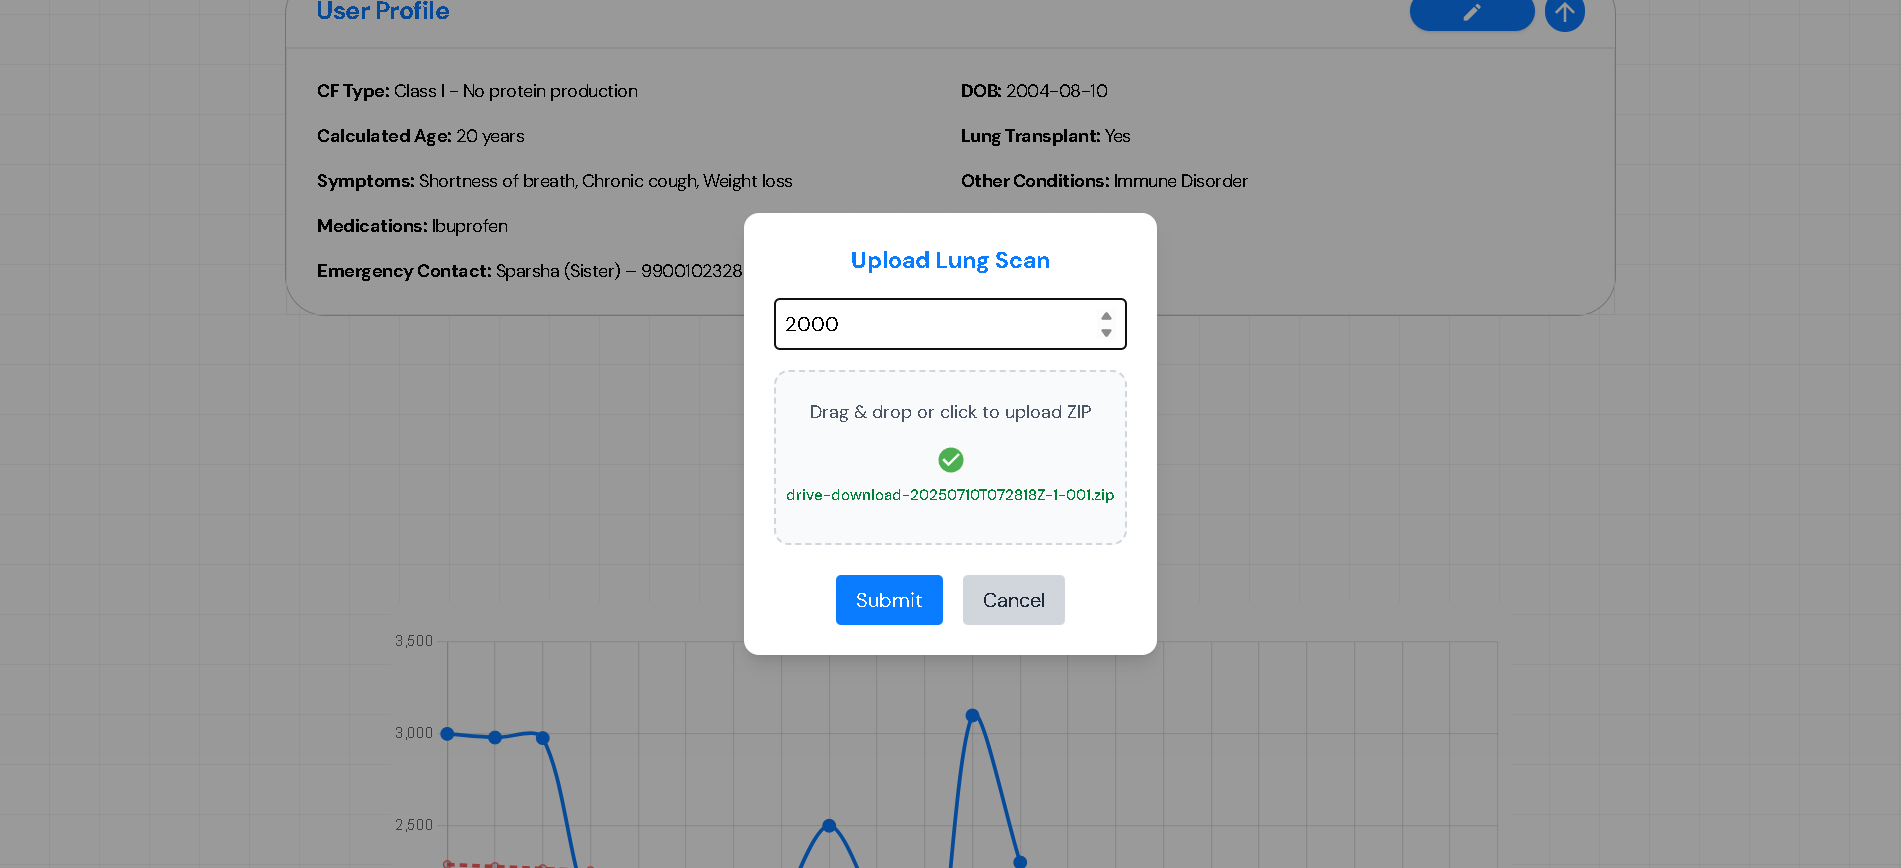 User Profile
CF Type: Class I - No protein production
DOB: 2004-08-10
Calculated Age: 20 years
Lung Transplant: Yes
Symptoms: Shortness of breath, Chronic cough, Weight loss
Other Conditions: Immune Disorder
Medications: Ibuprofen
Emergency Contact: Sparsha (Sister) – 9900102328
Upload Lung Scan
2000
Drag & drop or click to upload ZIP
drive-download-20250710T072818Z-1-001.zip
Submit
Cancel
3,500
3,000
2,500